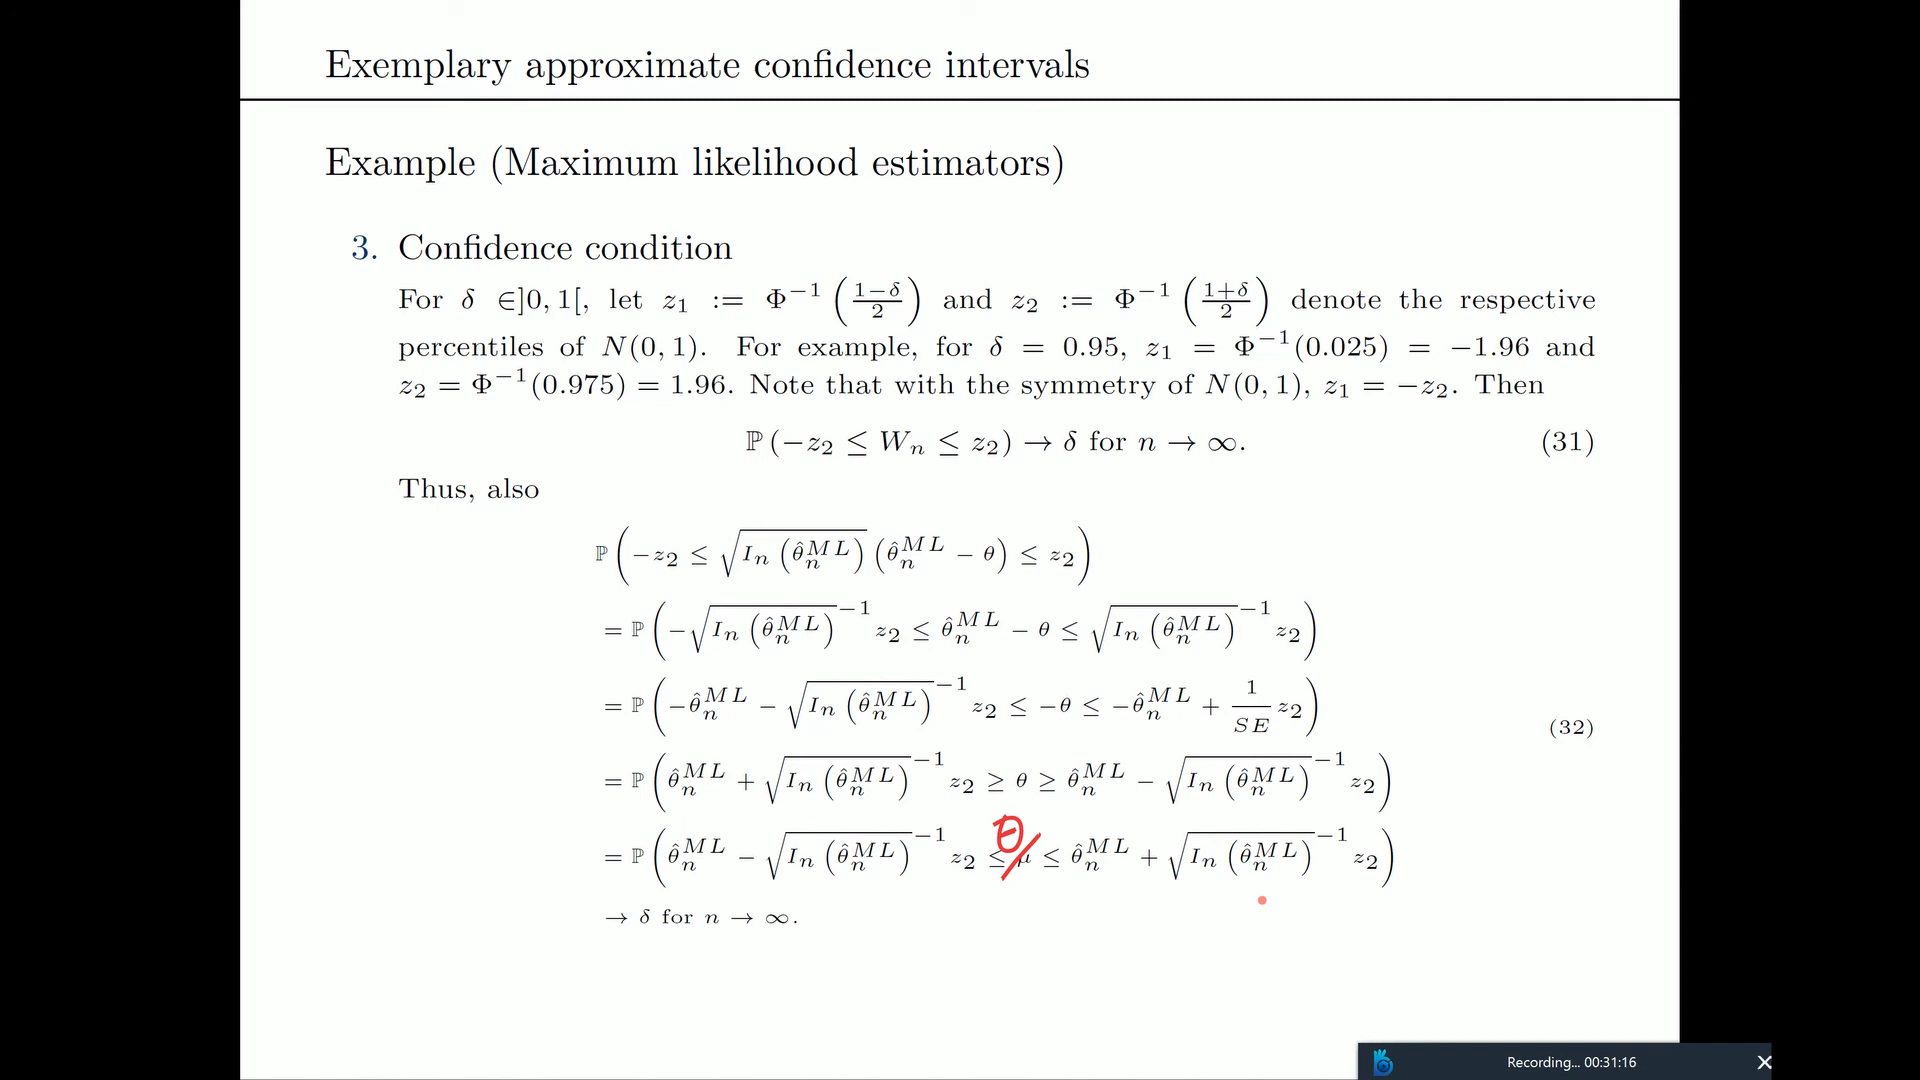 Exemplary approximate confidence intervals
Example (Maximum likelihood estimators)
3. Confidence condition
For δ ∈]0, 1[, let z₁ := Φ⁻¹ ((1−δ)/2) and z₂ := Φ⁻¹ ((1+δ)/2) denote the respective
percentiles of N(0, 1). For example, for δ = 0.95, z₁ = Φ⁻¹(0.025) = −1.96 and
z₂ = Φ⁻¹(0.975) = 1.96. Note that with the symmetry of N(0, 1), z₁ = −z₂. Then
ℙ (−z₂ ≤ Wₙ ≤ z₂) → δ for n → ∞. (31)
Thus, also
ℙ (−z₂ ≤ √(Iₙ (θ̂ₙᴹᴸ)) (θ̂ₙᴹᴸ − θ) ≤ z₂)
= ℙ (−√(Iₙ (θ̂ₙᴹᴸ))⁻¹ z₂ ≤ θ̂ₙᴹᴸ − θ ≤ √(Iₙ (θ̂ₙᴹᴸ))⁻¹ z₂)
= ℙ (−θ̂ₙᴹᴸ − √(Iₙ (θ̂ₙᴹᴸ))⁻¹ z₂ ≤ −θ ≤ −θ̂ₙᴹᴸ + 1/SE z₂)
(32)
= ℙ (θ̂ₙᴹᴸ + √(Iₙ (θ̂ₙᴹᴸ))⁻¹ z₂ ≥ θ ≥ θ̂ₙᴹᴸ − √(Iₙ (θ̂ₙᴹᴸ))⁻¹ z₂)
θ
= ℙ (θ̂ₙᴹᴸ − √(Iₙ (θ̂ₙᴹᴸ))⁻¹ z₂ ≤ μ ≤ θ̂ₙᴹᴸ + √(Iₙ (θ̂ₙᴹᴸ))⁻¹ z₂)
→ δ for n → ∞.
Recording... 00:31:16